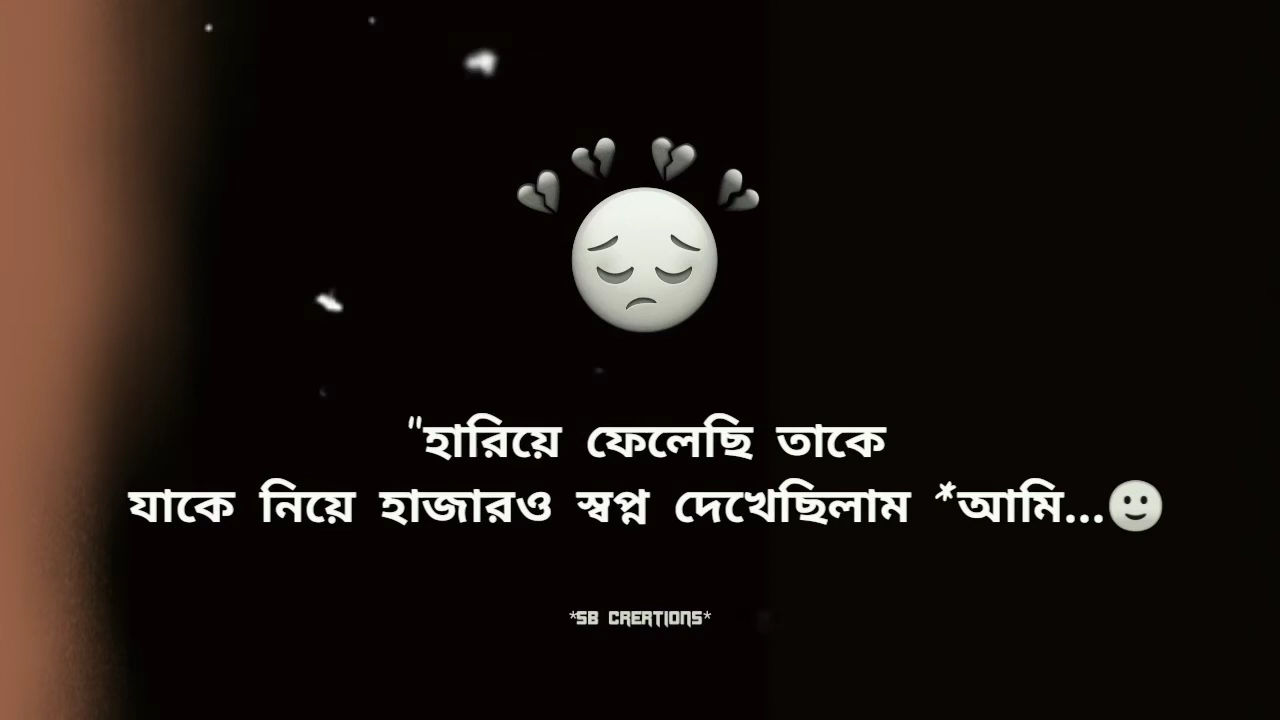 "হারিয়ে ফেলেছি তাকে
যাকে নিয়ে হাজারও স্বপ্ন দেখেছিলাম *আমি...🙂
*SB CREATIONS*